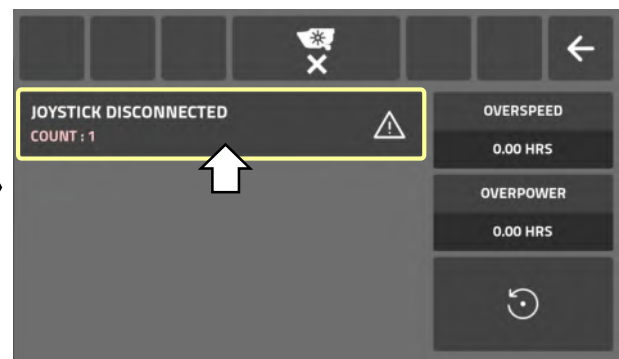 JOYSTICK DISCONNECTED
COUNT : 1
OVERSPEED
0.00 HRS
OVERPOWER
0.00 HRS